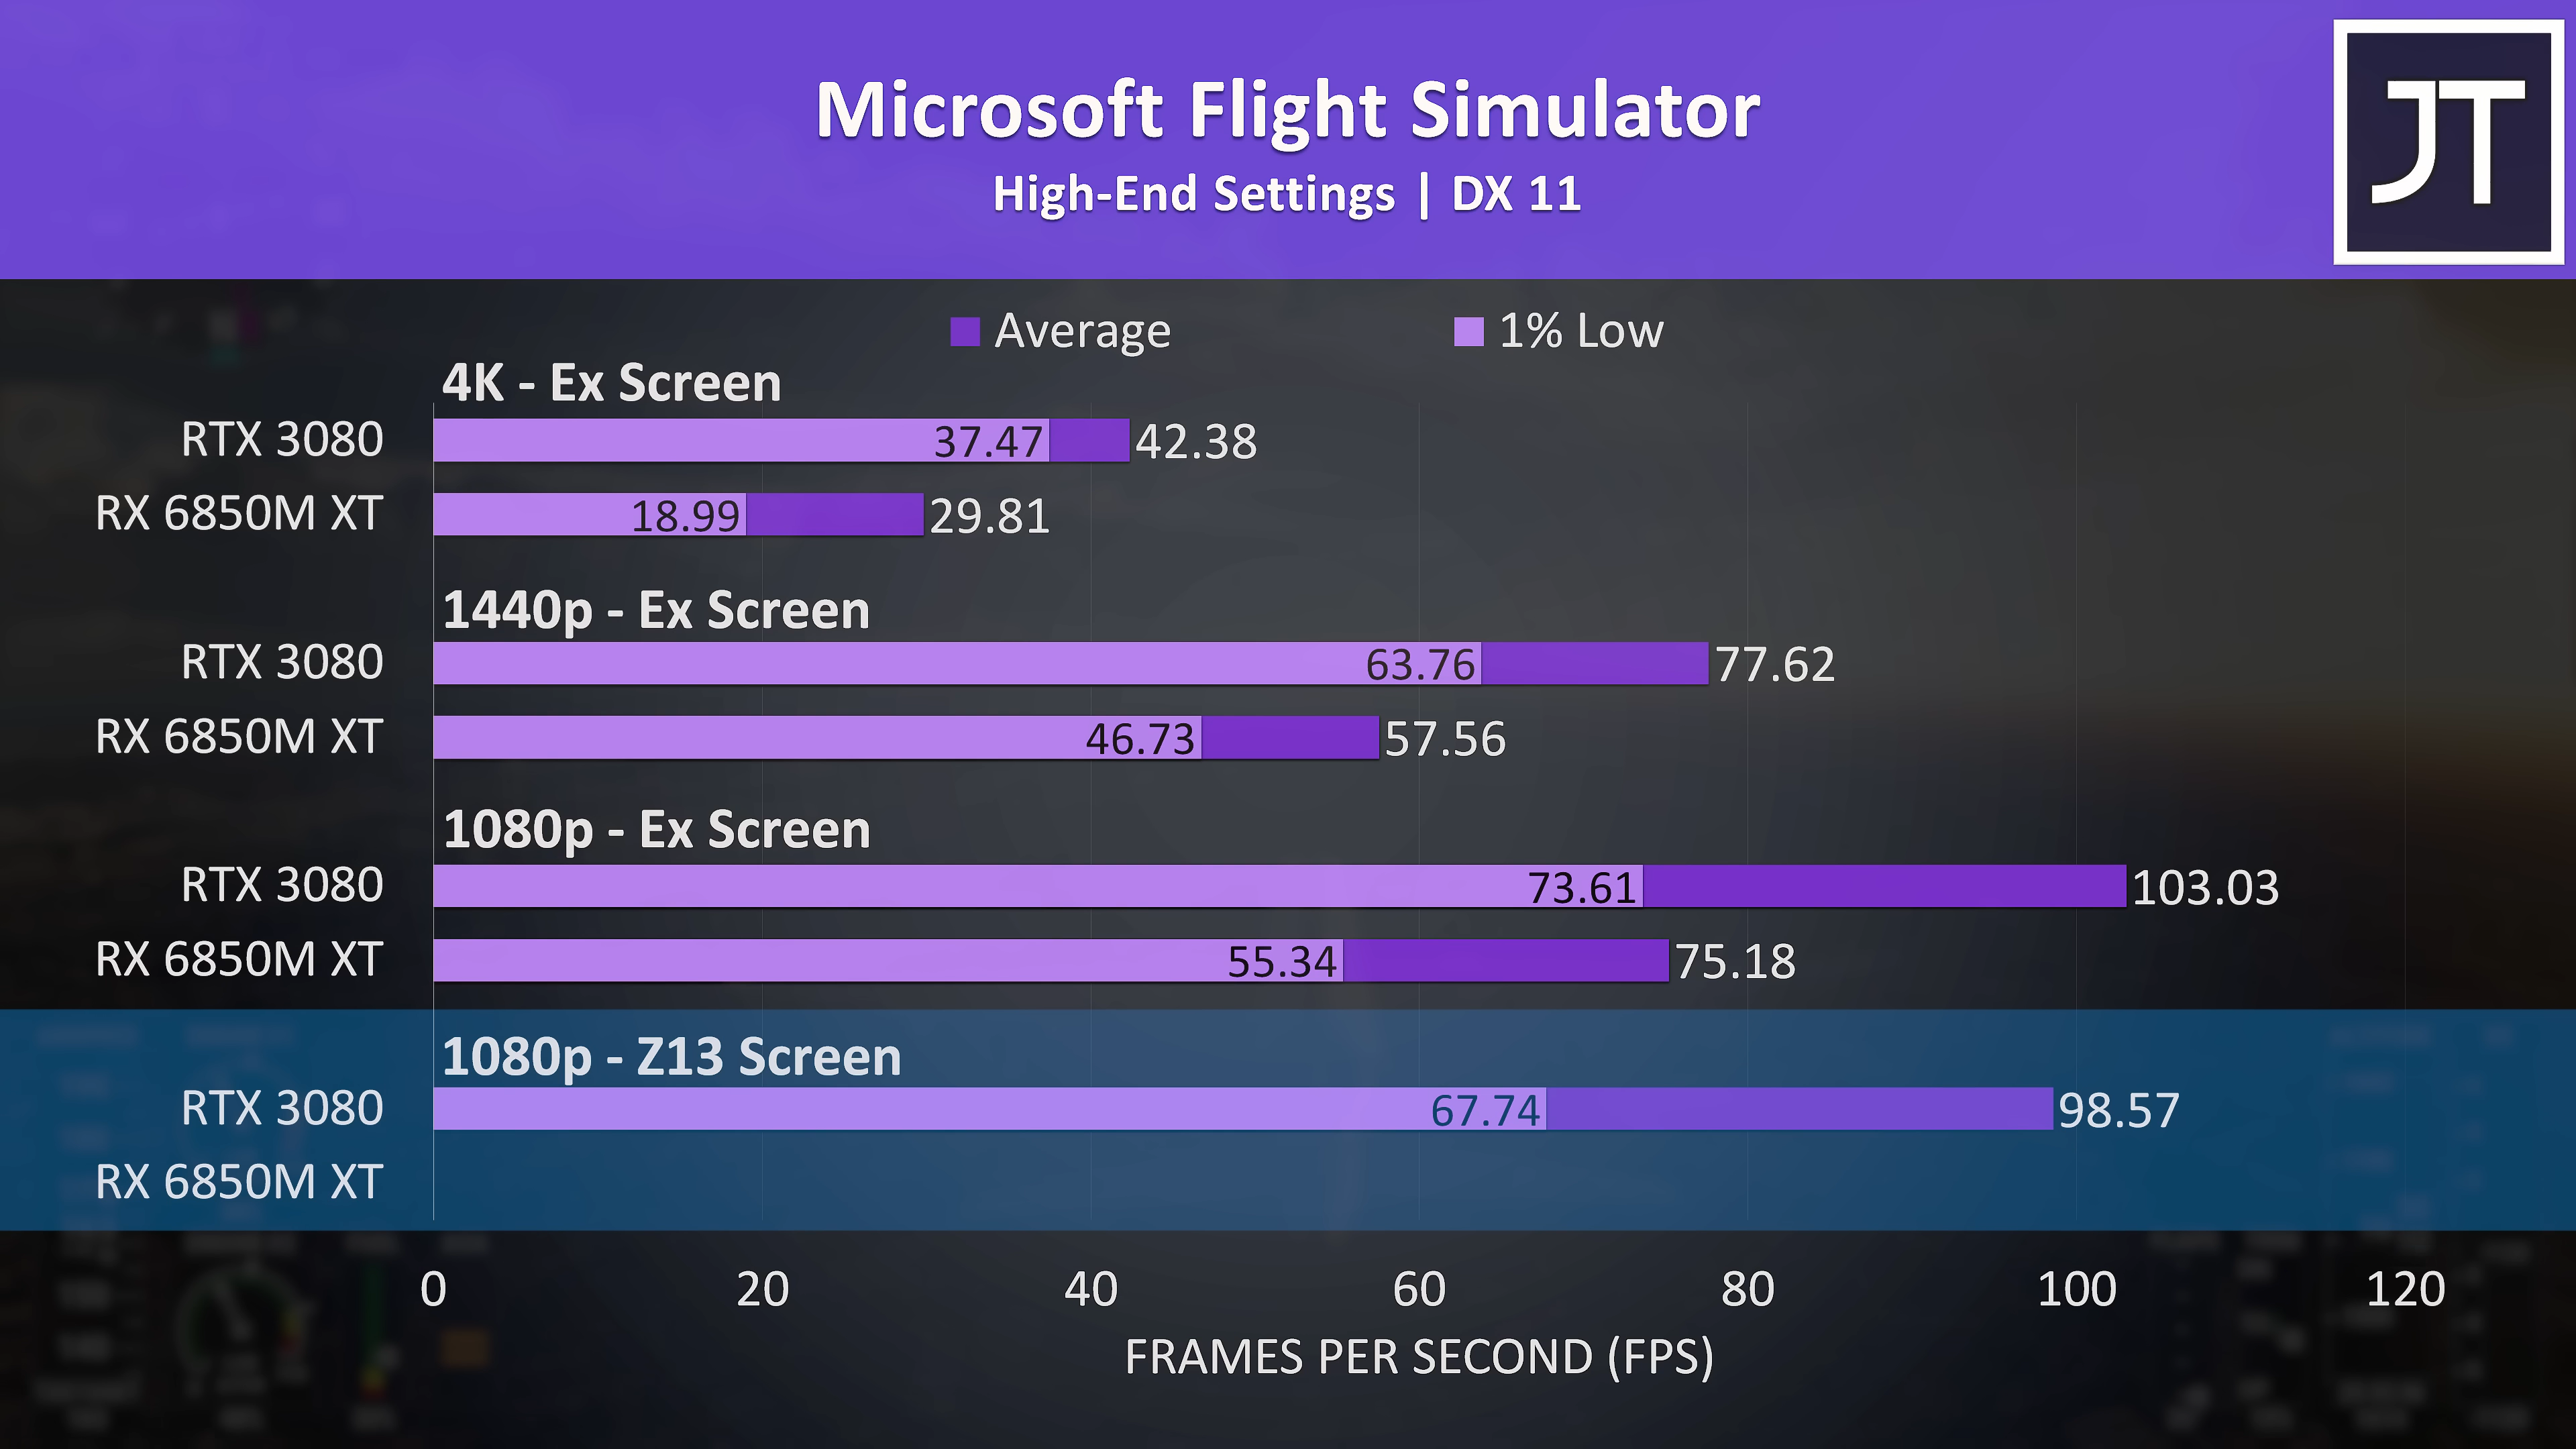 Microsoft Flight Simulator
High-End Settings | DX 11
JT
Average
1% Low
4K - Ex Screen
RTX 3080 37.47 42.38
RX 6850M XT 18.99 29.81
1440p - Ex Screen
RTX 3080 63.76 77.62
RX 6850M XT 46.73 57.56
1080p - Ex Screen
RTX 3080 73.61 103.03
RX 6850M XT 55.34 75.18
1080p - Z13 Screen
RTX 3080 67.74 98.57
RX 6850M XT
0 20 40 60 80 100 120
FRAMES PER SECOND (FPS)